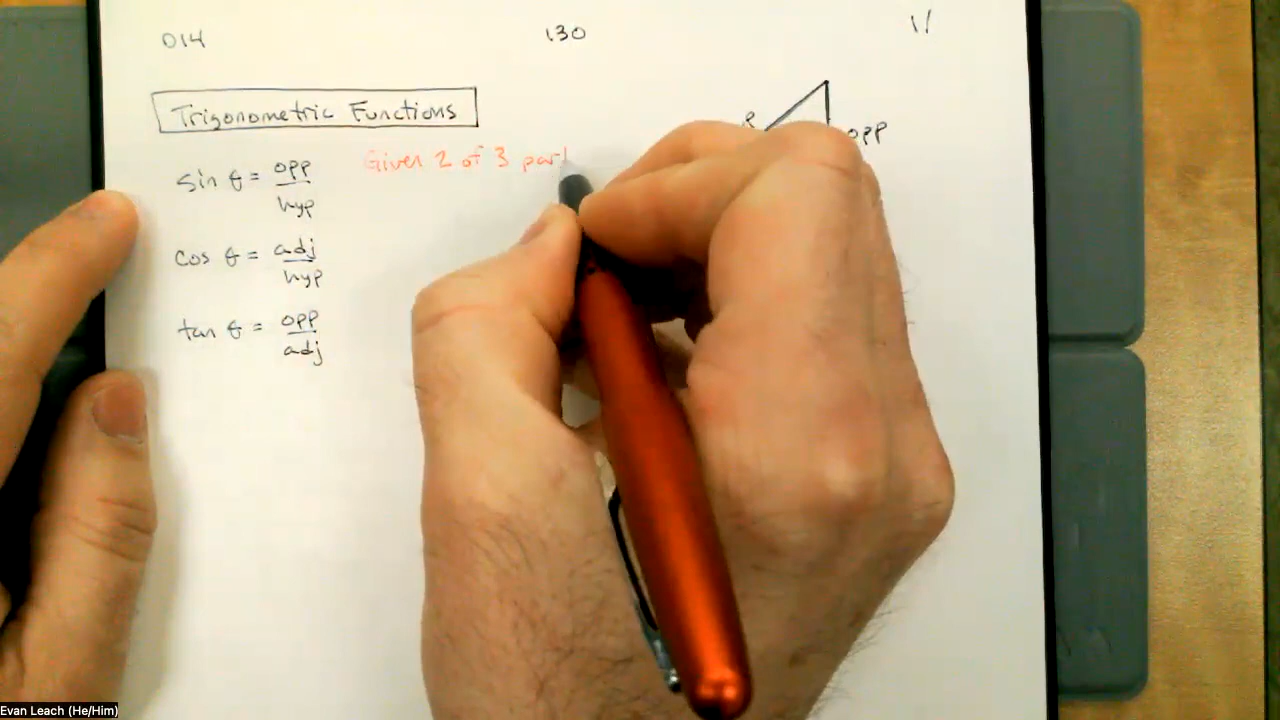 014 130 11
Trigonometric Functions
Given 2 of 3 part
sin θ = opp
hyp
cos θ = adj
hyp
tan θ = opp
adj
opp
Evan Leach (He/Him)